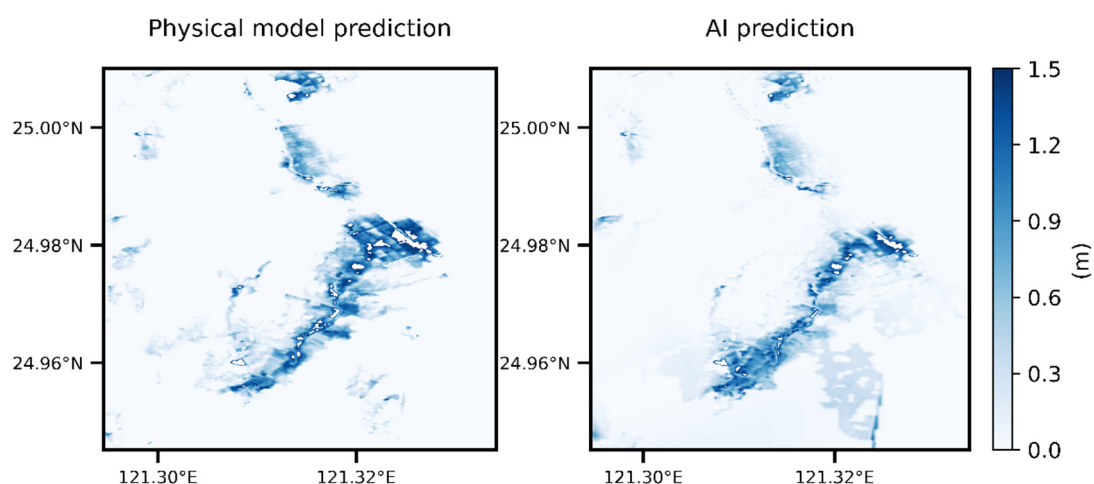 Physical model prediction
AI prediction
25.00°N
24.98°N
24.96°N
121.30°E
121.32°E
25.00°N
24.98°N
24.96°N
121.30°E
121.32°E
1.5
1.2
0.9
0.6
0.3
0.0
(m)